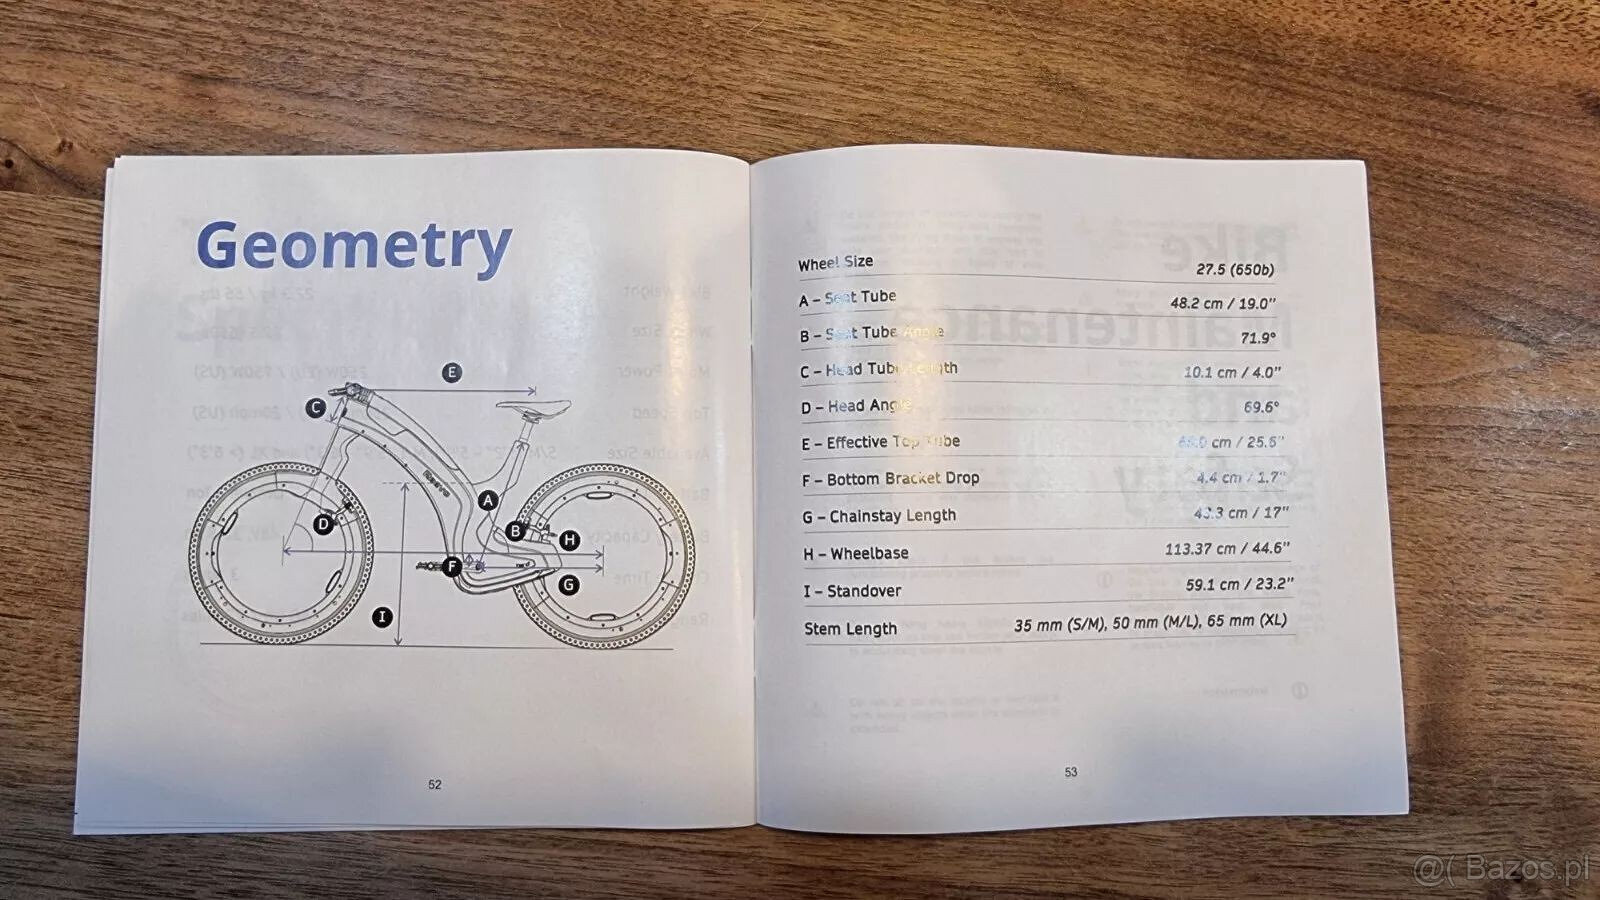 Geometry
E
C
A
D
B
H
F
G
I
52
Wheel Size 27.5 (650b)
A – Seat Tube 48.2 cm / 19.0"
B – Seat Tube Angle 71.9°
C – Head Tube Length 10.1 cm / 4.0"
D – Head Angle 69.6°
E – Effective Top Tube cm / 25.6"
F – Bottom Bracket Drop 4.4 cm / 1.7"
G – Chainstay Length 43.3 cm / 17"
H – Wheelbase 113.37 cm / 44.6"
I – Standover 59.1 cm / 23.2"
Stem Length 35 mm (S/M), 50 mm (M/L), 65 mm (XL)
53
@( Bazos.pl